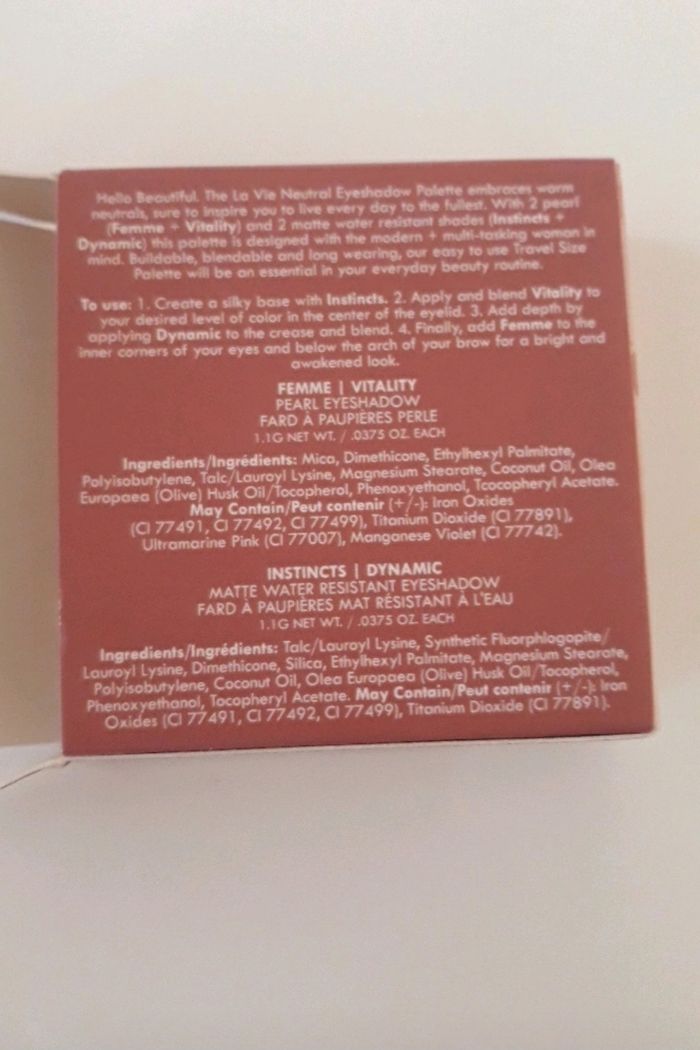 Hello Beautiful. The La Vie Neutral Eyeshadow Palette embraces warm
neutrals, sure to inspire you to live every day to the fullest. With 2 pearl
(Femme + Vitality) and 2 matte water resistant shades (Instincts +
Dynamic) this palette is designed with the modern + multi-tasking woman in
mind. Buildable, blendable and long wearing, our easy to use Travel Size
Palette will be an essential in your everyday beauty routine.
To use: 1. Create a silky base with Instincts. 2. Apply and blend Vitality to
your desired level of color in the center of the eyelid. 3. Add depth by
applying Dynamic to the crease and blend. 4. Finally, add Femme to the
inner corners of your eyes and below the arch of your brow for a bright and
awakened look.
FEMME | VITALITY
PEARL EYESHADOW
FARD À PAUPIÈRES PERLE
1.1G NET WT. / .0375 OZ. EACH
Ingredients/Ingrédients: Mica, Dimethicone, Ethylhexyl Palmitate,
Polyisobutylene, Talc/Lauroyl Lysine, Magnesium Stearate, Coconut Oil, Olea
Europaea (Olive) Husk Oil/Tocopherol, Phenoxyethanol, Tcocopheryl Acetate.
May Contain/Peut contenir (+/-): Iron Oxides
(CI 77491, CI 77492, CI 77499), Titanium Dioxide (CI 77891),
Ultramarine Pink (CI 77007), Manganese Violet (CI 77742).
INSTINCTS | DYNAMIC
MATTE WATER RESISTANT EYESHADOW
FARD À PAUPIÈRES MAT RÉSISTANT À L'EAU
1.1G NET WT. / .0375 OZ. EACH
Ingredients/Ingrédients: Talc/Lauroyl Lysine, Synthetic Fluorphlogopite/
Lauroyl Lysine, Dimethicone, Silica, Ethylhexyl Palmitate, Magnesium Stearate,
Polyisobutylene, Coconut Oil, Olea Europaea (Olive) Husk Oil/Tocopherol,
Phenoxyethanol, Tocopheryl Acetate. May Contain/Peut contenir (+/-): Iron
Oxides (CI 77491, CI 77492, CI 77499), Titanium Dioxide (CI 77891).